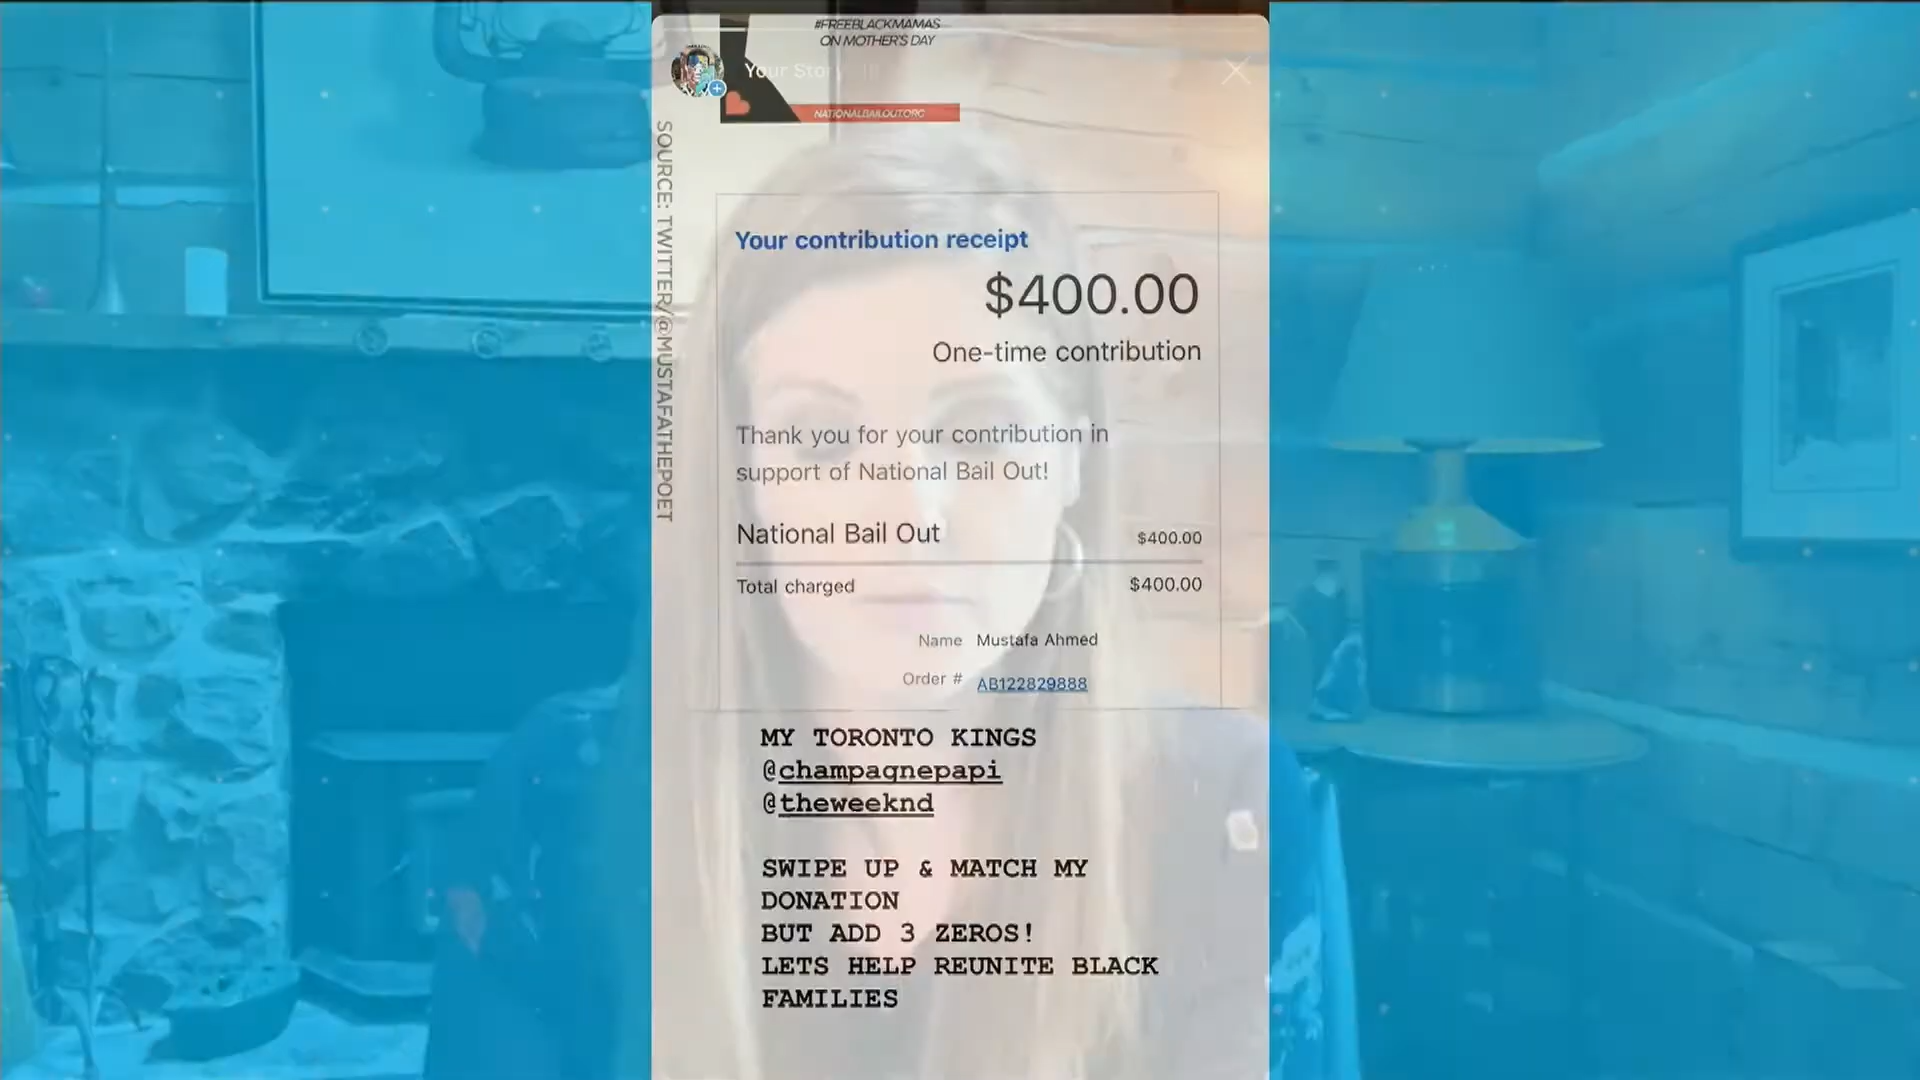 #FREEBLACKMAMAS
ON MOTHER'S DAY
Your Story
NATIONALBAILOUT.ORG
SOURCE: TWITTER/@MUSTAFATHEPOET
Your contribution receipt
$400.00
One-time contribution
Thank you for your contribution in
support of National Bail Out!
National Bail Out $400.00
Total charged $400.00
Name Mustafa Ahmed
Order # AB122829888
MY TORONTO KINGS
@champagnepapi
@theweeknd
SWIPE UP & MATCH MY
DONATION
BUT ADD 3 ZEROS!
LETS HELP REUNITE BLACK
FAMILIES